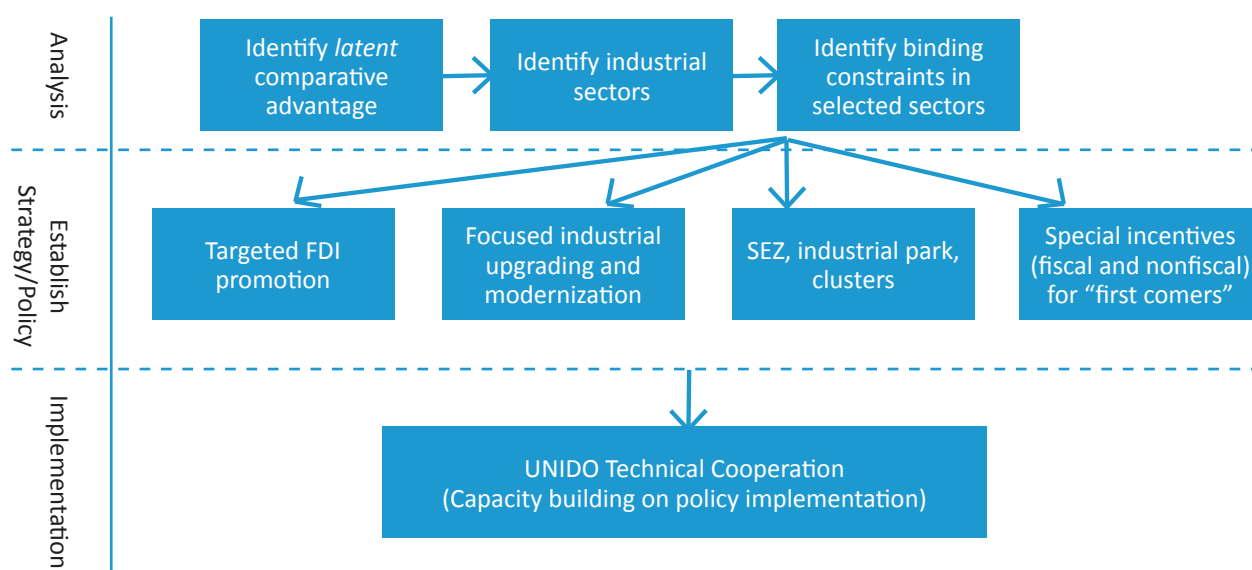 Analysis
Identify latent
comparative
advantage
Identify industrial
sectors
Identify binding
constraints in
selected sectors
Establish
Strategy/Policy
Targeted FDI
promotion
Focused industrial
upgrading and
modernization
SEZ, industrial park,
clusters
Special incentives
(fiscal and nonfiscal)
for “first comers”
Implementation
UNIDO Technical Cooperation
(Capacity building on policy implementation)